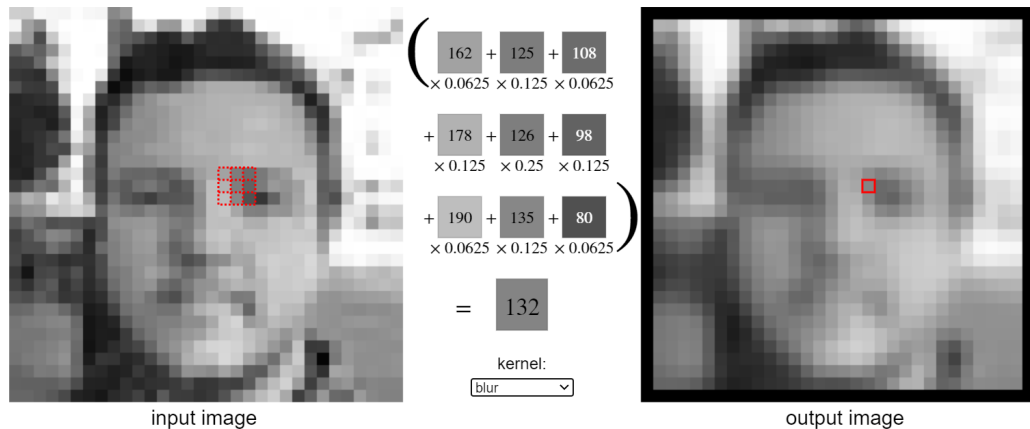 ( 162 + 125 + 108
× 0.0625 × 0.125 × 0.0625
+ 178 + 126 + 98
× 0.125 × 0.25 × 0.125
+ 190 + 135 + 80 )
× 0.0625 × 0.125 × 0.0625
= 132
kernel:
blur
input image
output image